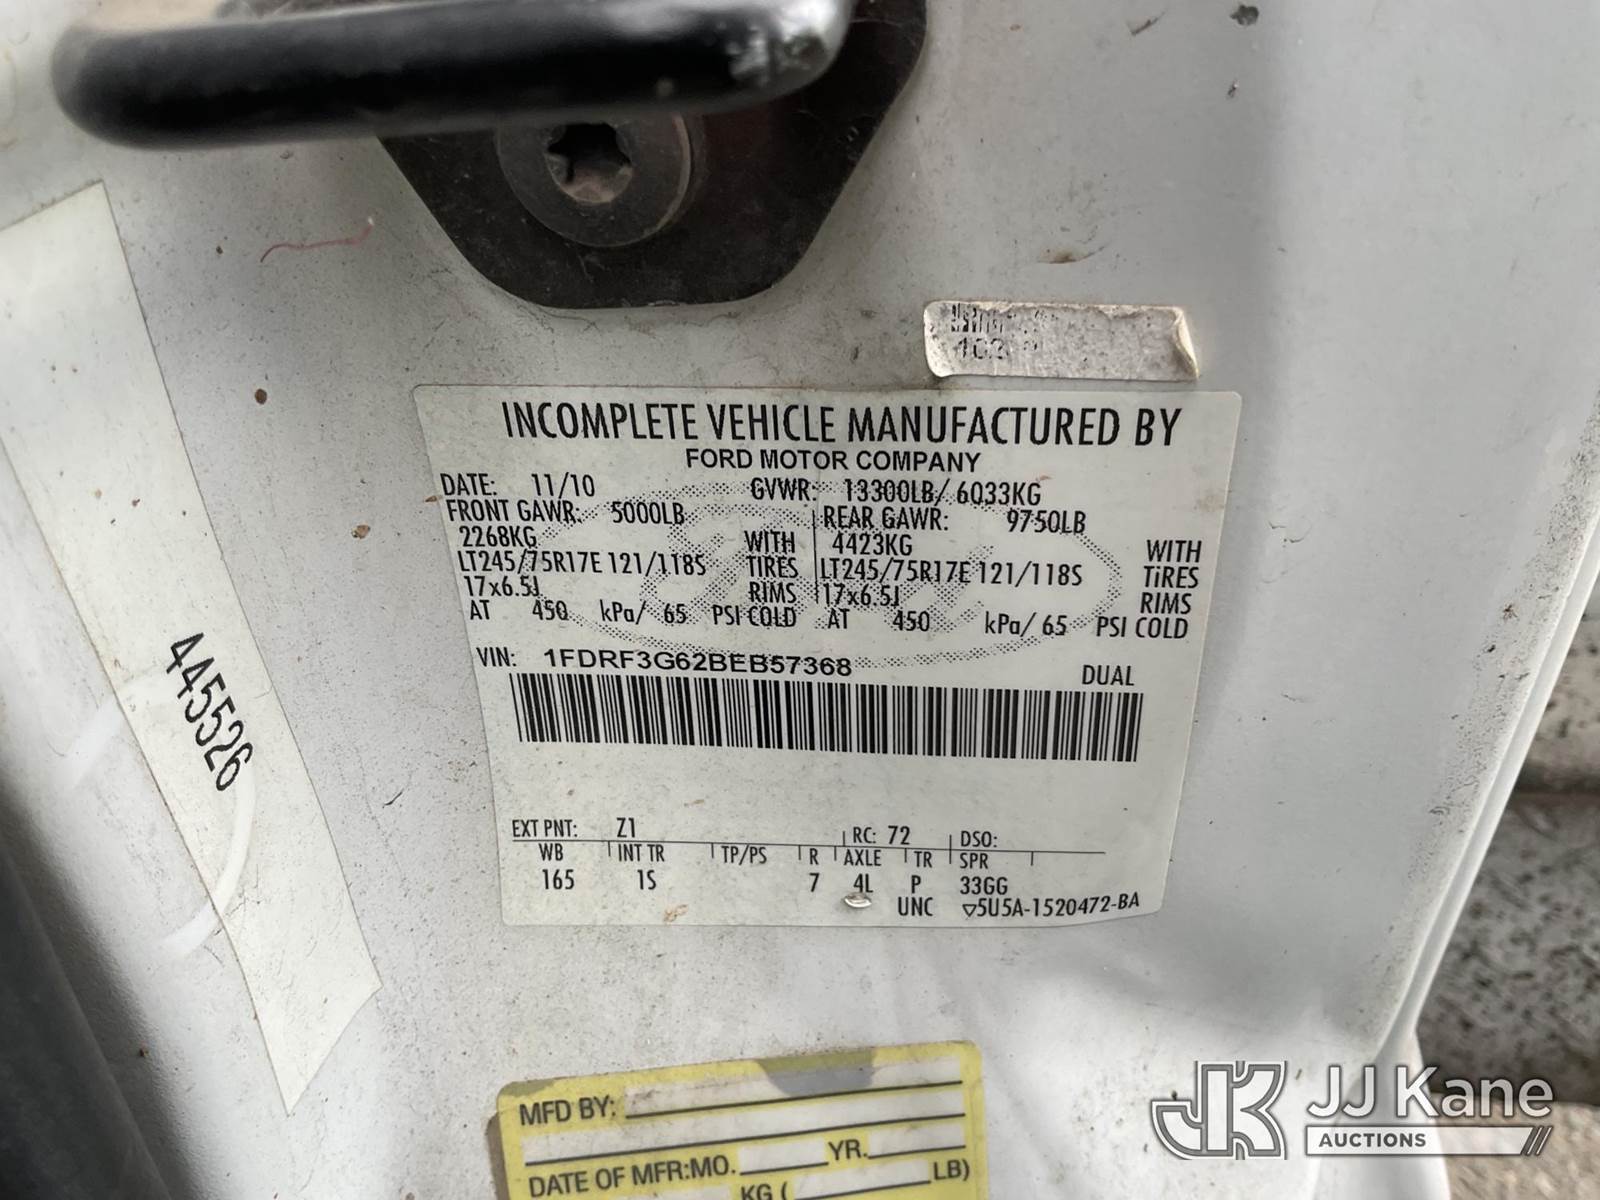 INCOMPLETE VEHICLE MANUFACTURED BY
FORD MOTOR COMPANY
DATE: 11/10 GVWR: 13300LB/ 6033KG
FRONT GAWR: 5000LB REAR GAWR: 9750LB
2268KG WITH 4423KG WITH
LT245/75R17E 121/118S TIRES LT245/75R17E 121/118S TiRES
17x6.5J RIMS 17x6.5J RIMS
AT 450 kPa/ 65 PSI COLD AT 450 kPa/ 65 PSI COLD
VIN: 1FDRF3G62BEB57368 DUAL
EXT PNT: Z1 RC: 72 DSO:
WB INT TR TP/PS R AXLE TR SPR
165 1S 7 4L P 33GG
UNC ▽5U5A-1520472-BA
445526
MFD BY:
DATE OF MFR:MO. YR.
KG ( LB)
JJ Kane
AUCTIONS